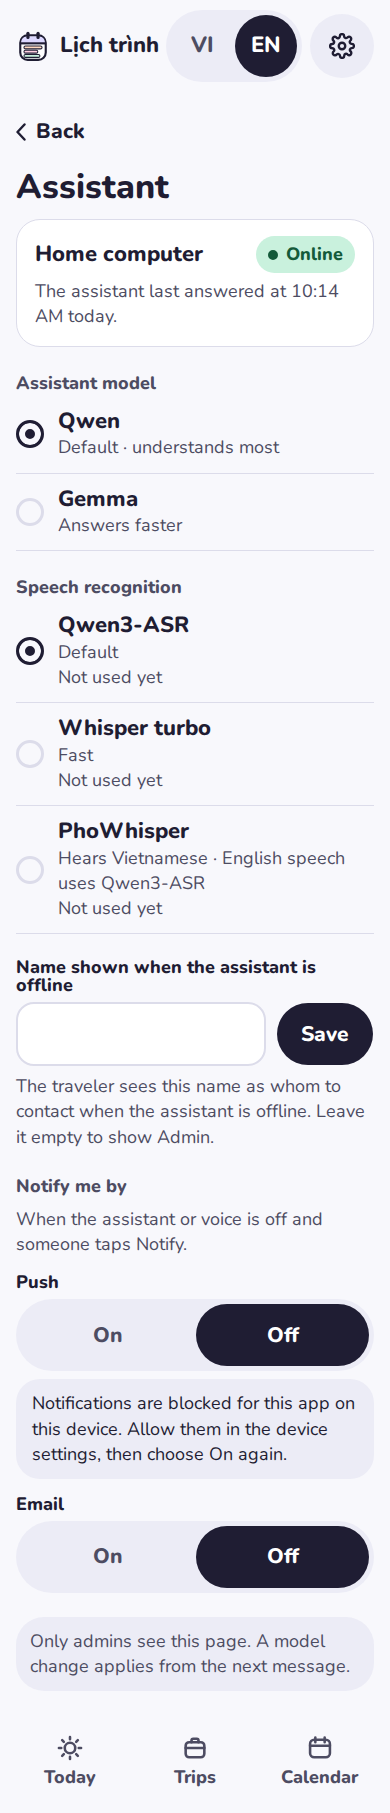 Lịch trình VI EN
Back
Assistant
Home computer Online
The assistant last answered at 10:14
AM today.
Assistant model
Qwen
Default · understands most
Gemma
Answers faster
Speech recognition
Qwen3-ASR
Default
Not used yet
Whisper turbo
Fast
Not used yet
PhoWhisper
Hears Vietnamese · English speech
uses Qwen3-ASR
Not used yet
Name shown when the assistant is
offline
Save
The traveler sees this name as whom to
contact when the assistant is offline. Leave
it empty to show Admin.
Notify me by
When the assistant or voice is off and
someone taps Notify.
Push
On Off
Notifications are blocked for this app on
this device. Allow them in the device
settings, then choose On again.
Email
On Off
Only admins see this page. A model
change applies from the next message.
Today Trips Calendar